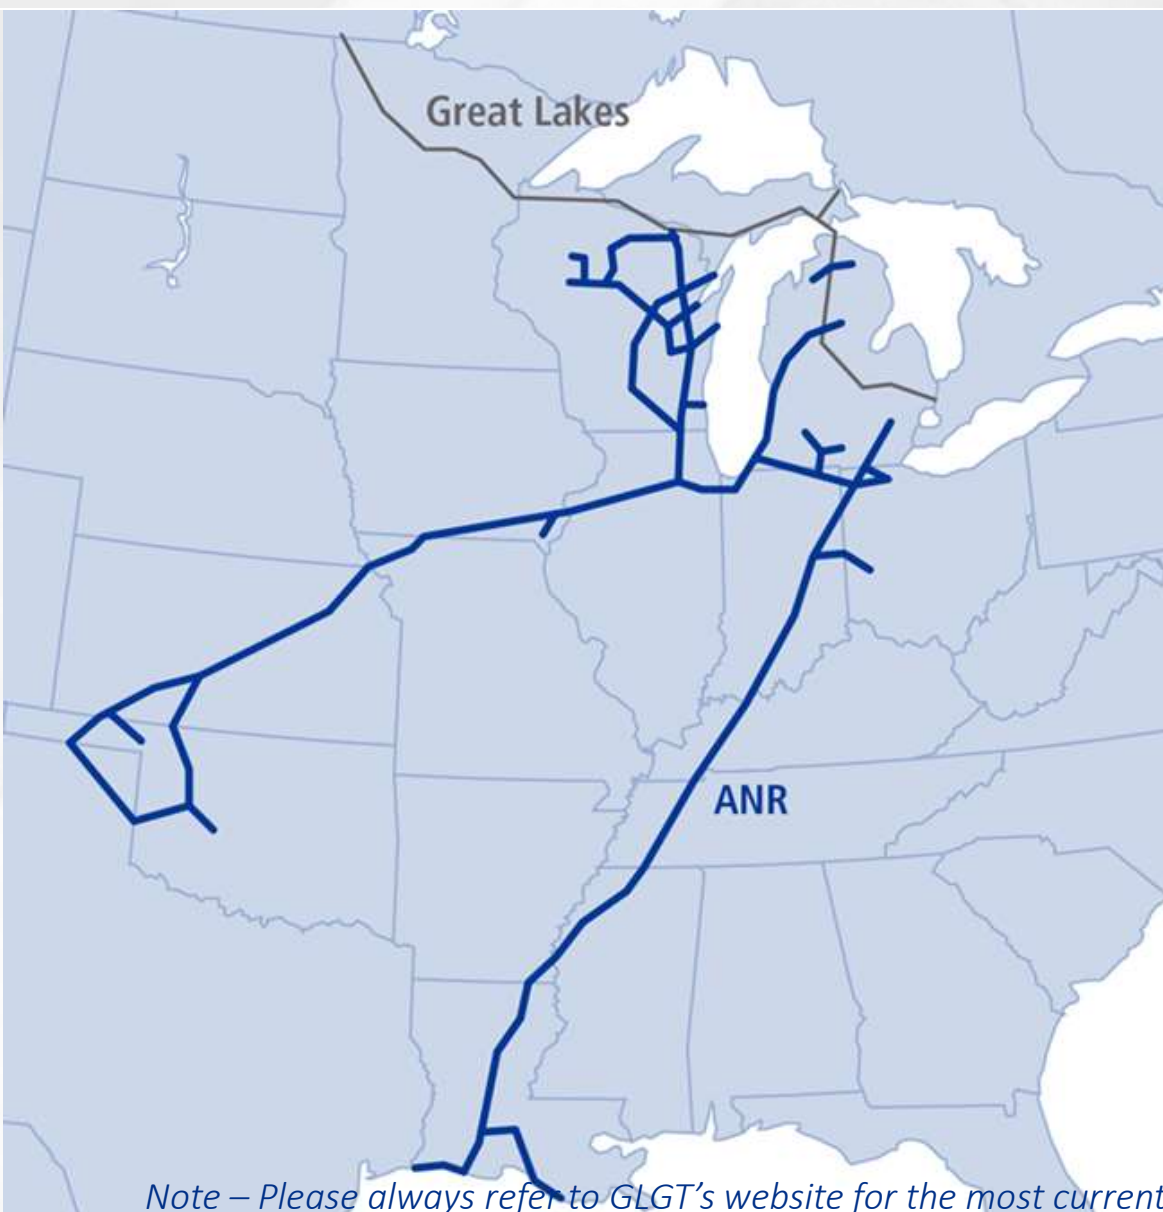 Great Lakes
ANR
Note – Please always refer to GLGT's website for the most current